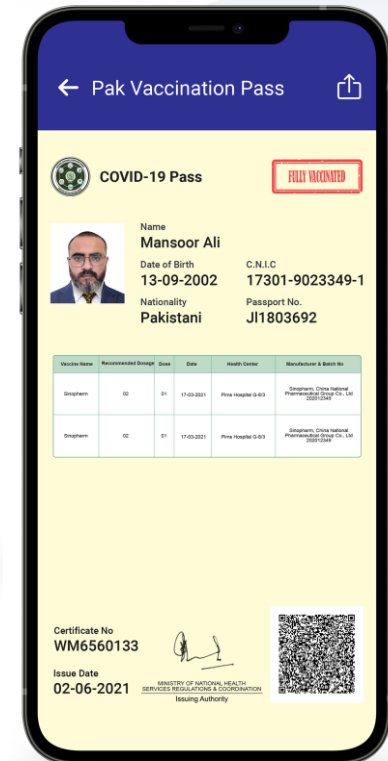 Pak Vaccination Pass
COVID-19 Pass
FULLY VACCINATED
Name
Mansoor Ali
Date of Birth
13-09-2002
C.N.I.C
17301-9023349-1
Nationality
Pakistani
Passport No.
Jl1803692
Vaccine Name Recommended Dosage Dose Date Health Center Manufacturer & Batch No
Sinopharm 02 01 17-03-2021 Pims Hospital G-8/3 Sinopharm, China National
Pharmaceutical Group Co., Ltd
202012349
Sinopharm 02 01 17-03-2021 Pims Hospital G-8/3 Sinopharm, China National
Pharmaceutical Group Co., Ltd
202012349
Certificate No
WM6560133
Issue Date
02-06-2021
MINISTRY OF NATIONAL HEALTH
SERVICES REGULATIONS & COORDINATION
Issuing Authority